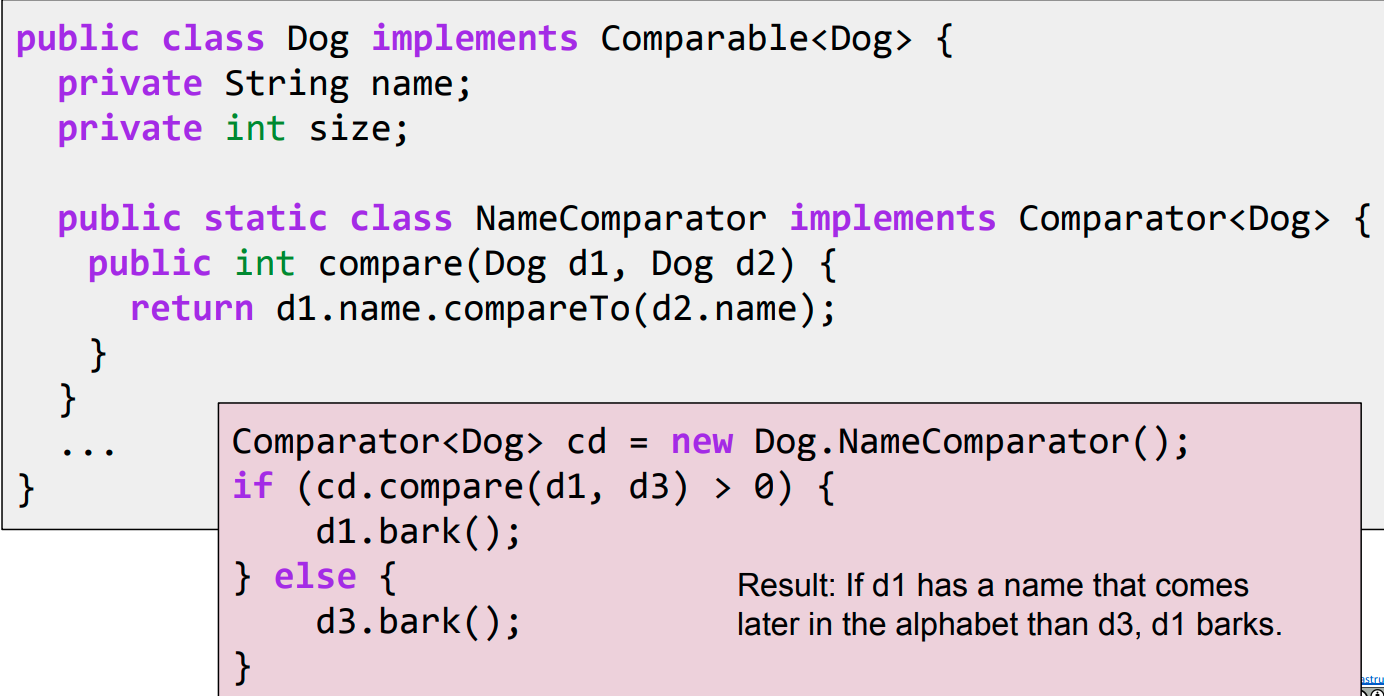 public class Dog implements Comparable<Dog> {
  private String name;
  private int size;

  public static class NameComparator implements Comparator<Dog> {
    public int compare(Dog d1, Dog d2) {
      return d1.name.compareTo(d2.name);
    }
  }
  ...
}
Comparator<Dog> cd = new Dog.NameComparator();
if (cd.compare(d1, d3) > 0) {
    d1.bark();
} else {
    d3.bark();
}
Result: If d1 has a name that comes
later in the alphabet than d3, d1 barks.